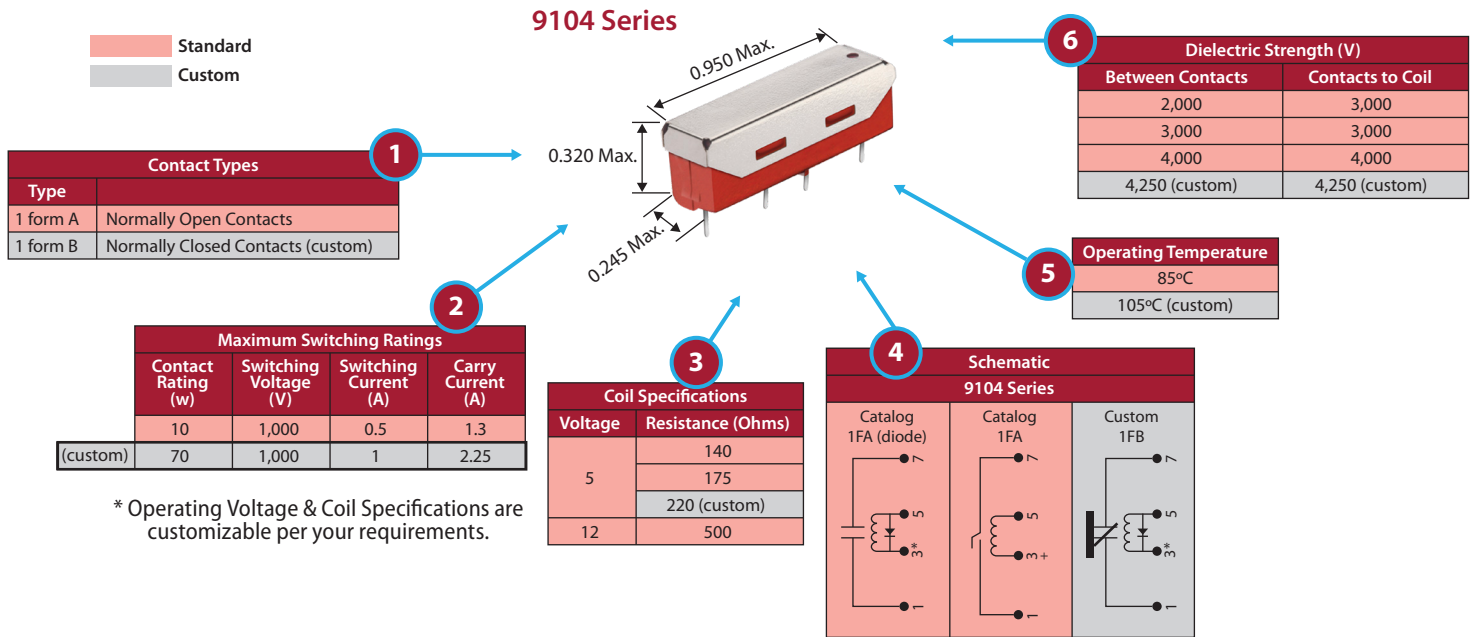 9104 Series
Standard
Custom
0.950 Max.
0.320 Max.
0.245 Max.
1
Contact Types
Type
1 form A Normally Open Contacts
1 form B Normally Closed Contacts (custom)
2
Maximum Switching Ratings
Contact Rating (w) Switching Voltage (V) Switching Current (A) Carry Current (A)
10 1,000 0.5 1.3
(custom) 70 1,000 1 2.25
* Operating Voltage & Coil Specifications are
customizable per your requirements.
3
Coil Specifications
Voltage Resistance (Ohms)
5
140
175
220 (custom)
12 500
4
Schematic
9104 Series
Catalog
1FA (diode)
7
5
3*
1
Catalog
1FA
7
5
3 +
1
Custom
1FB
7
5
3*
1
5
Operating Temperature
85ºC
105ºC (custom)
6
Dielectric Strength (V)
Between Contacts Contacts to Coil
2,000 3,000
3,000 3,000
4,000 4,000
4,250 (custom) 4,250 (custom)